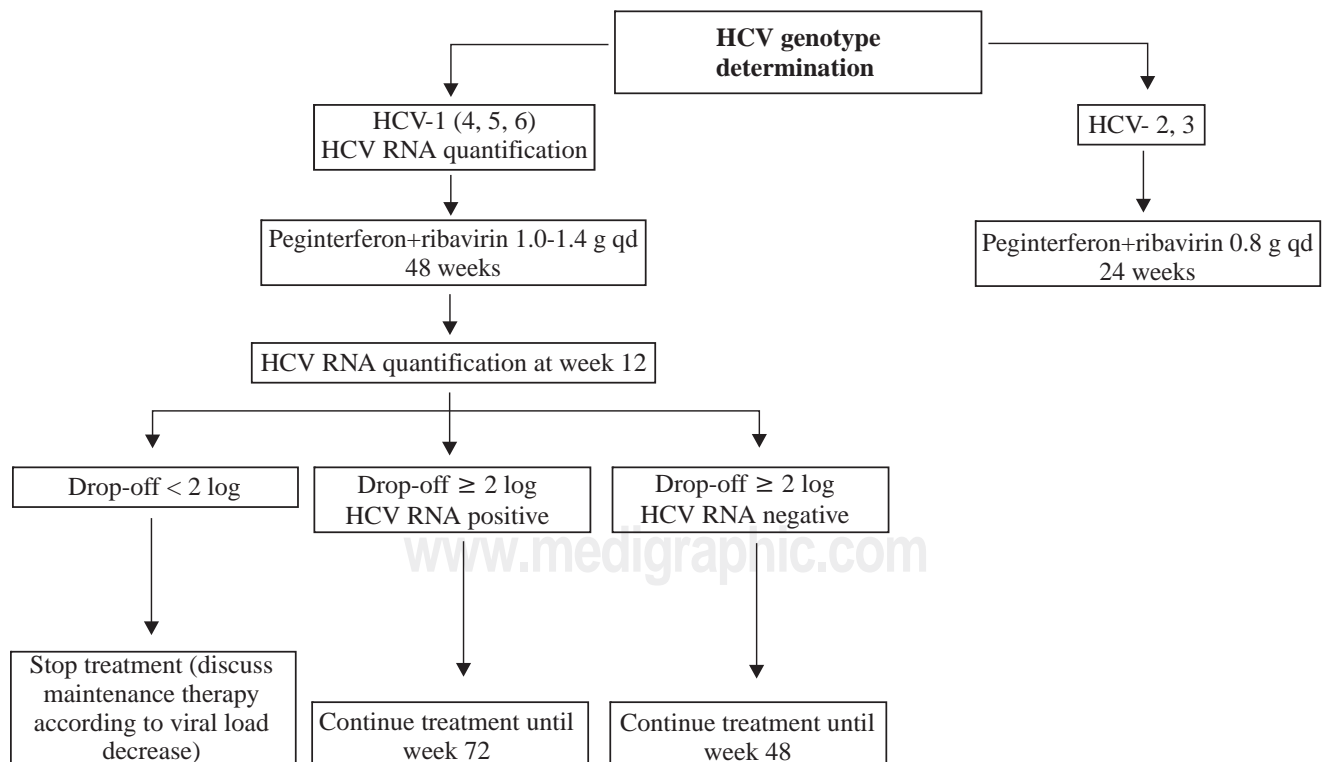 HCV genotype
determination
HCV-1 (4, 5, 6)
HCV RNA quantification
HCV- 2, 3
Peginterferon+ribavirin 1.0-1.4 g qd
48 weeks
Peginterferon+ribavirin 0.8 g qd
24 weeks
HCV RNA quantification at week 12
Drop-off < 2 log
Drop-off ≥ 2 log
HCV RNA positive
Drop-off ≥ 2 log
HCV RNA negative
www.medigraphic.com
Stop treatment (discuss
maintenance therapy
according to viral load
decrease)
Continue treatment until
week 72
Continue treatment until
week 48